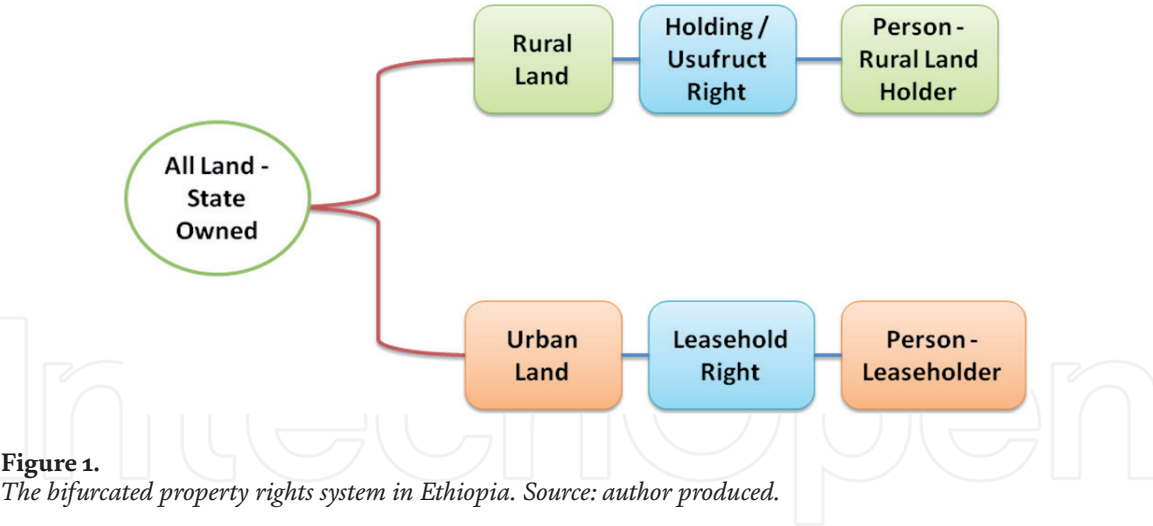 Rural
Land
Holding /
Usufruct
Right
Person -
Rural Land
Holder
All Land -
State
Owned
Urban
Land
Leasehold
Right
Person -
Leaseholder
IntechOpen
Figure 1.
The bifurcated property rights system in Ethiopia. Source: author produced.